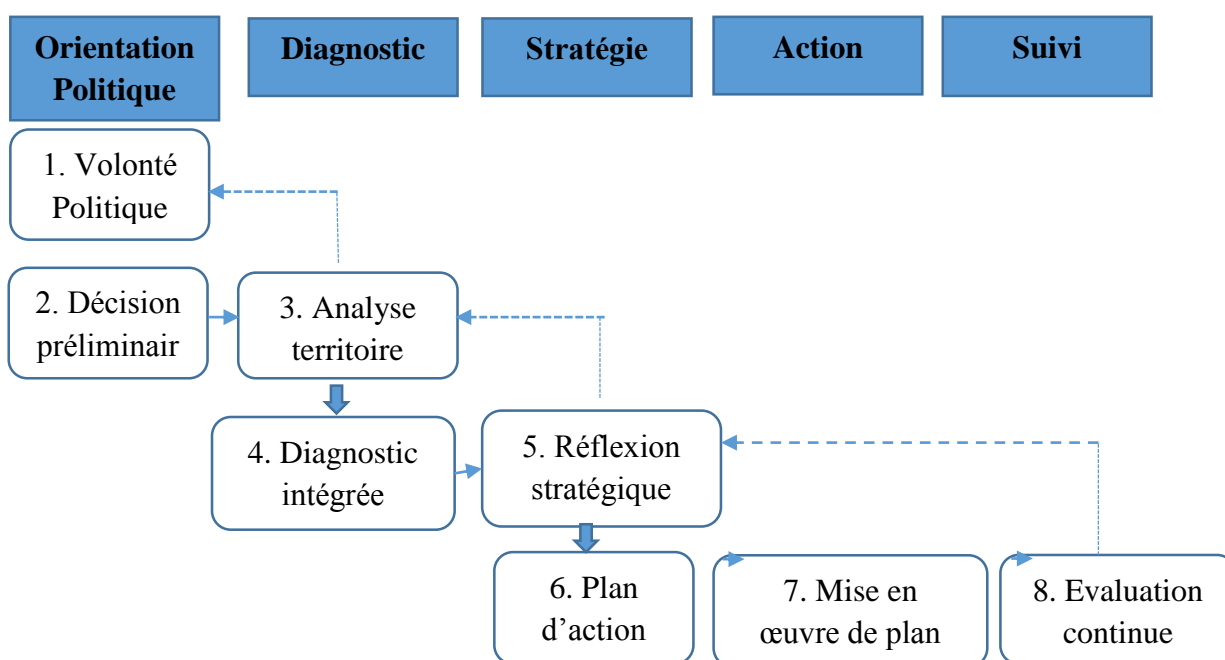 Orientation
Politique
Diagnostic
Stratégie
Action
Suivi
1. Volonté
Politique
2. Décision
préliminair
3. Analyse
territoire
4. Diagnostic
intégrée
5. Réflexion
stratégique
6. Plan
d’action
7. Mise en
œuvre de plan
8. Evaluation
continue